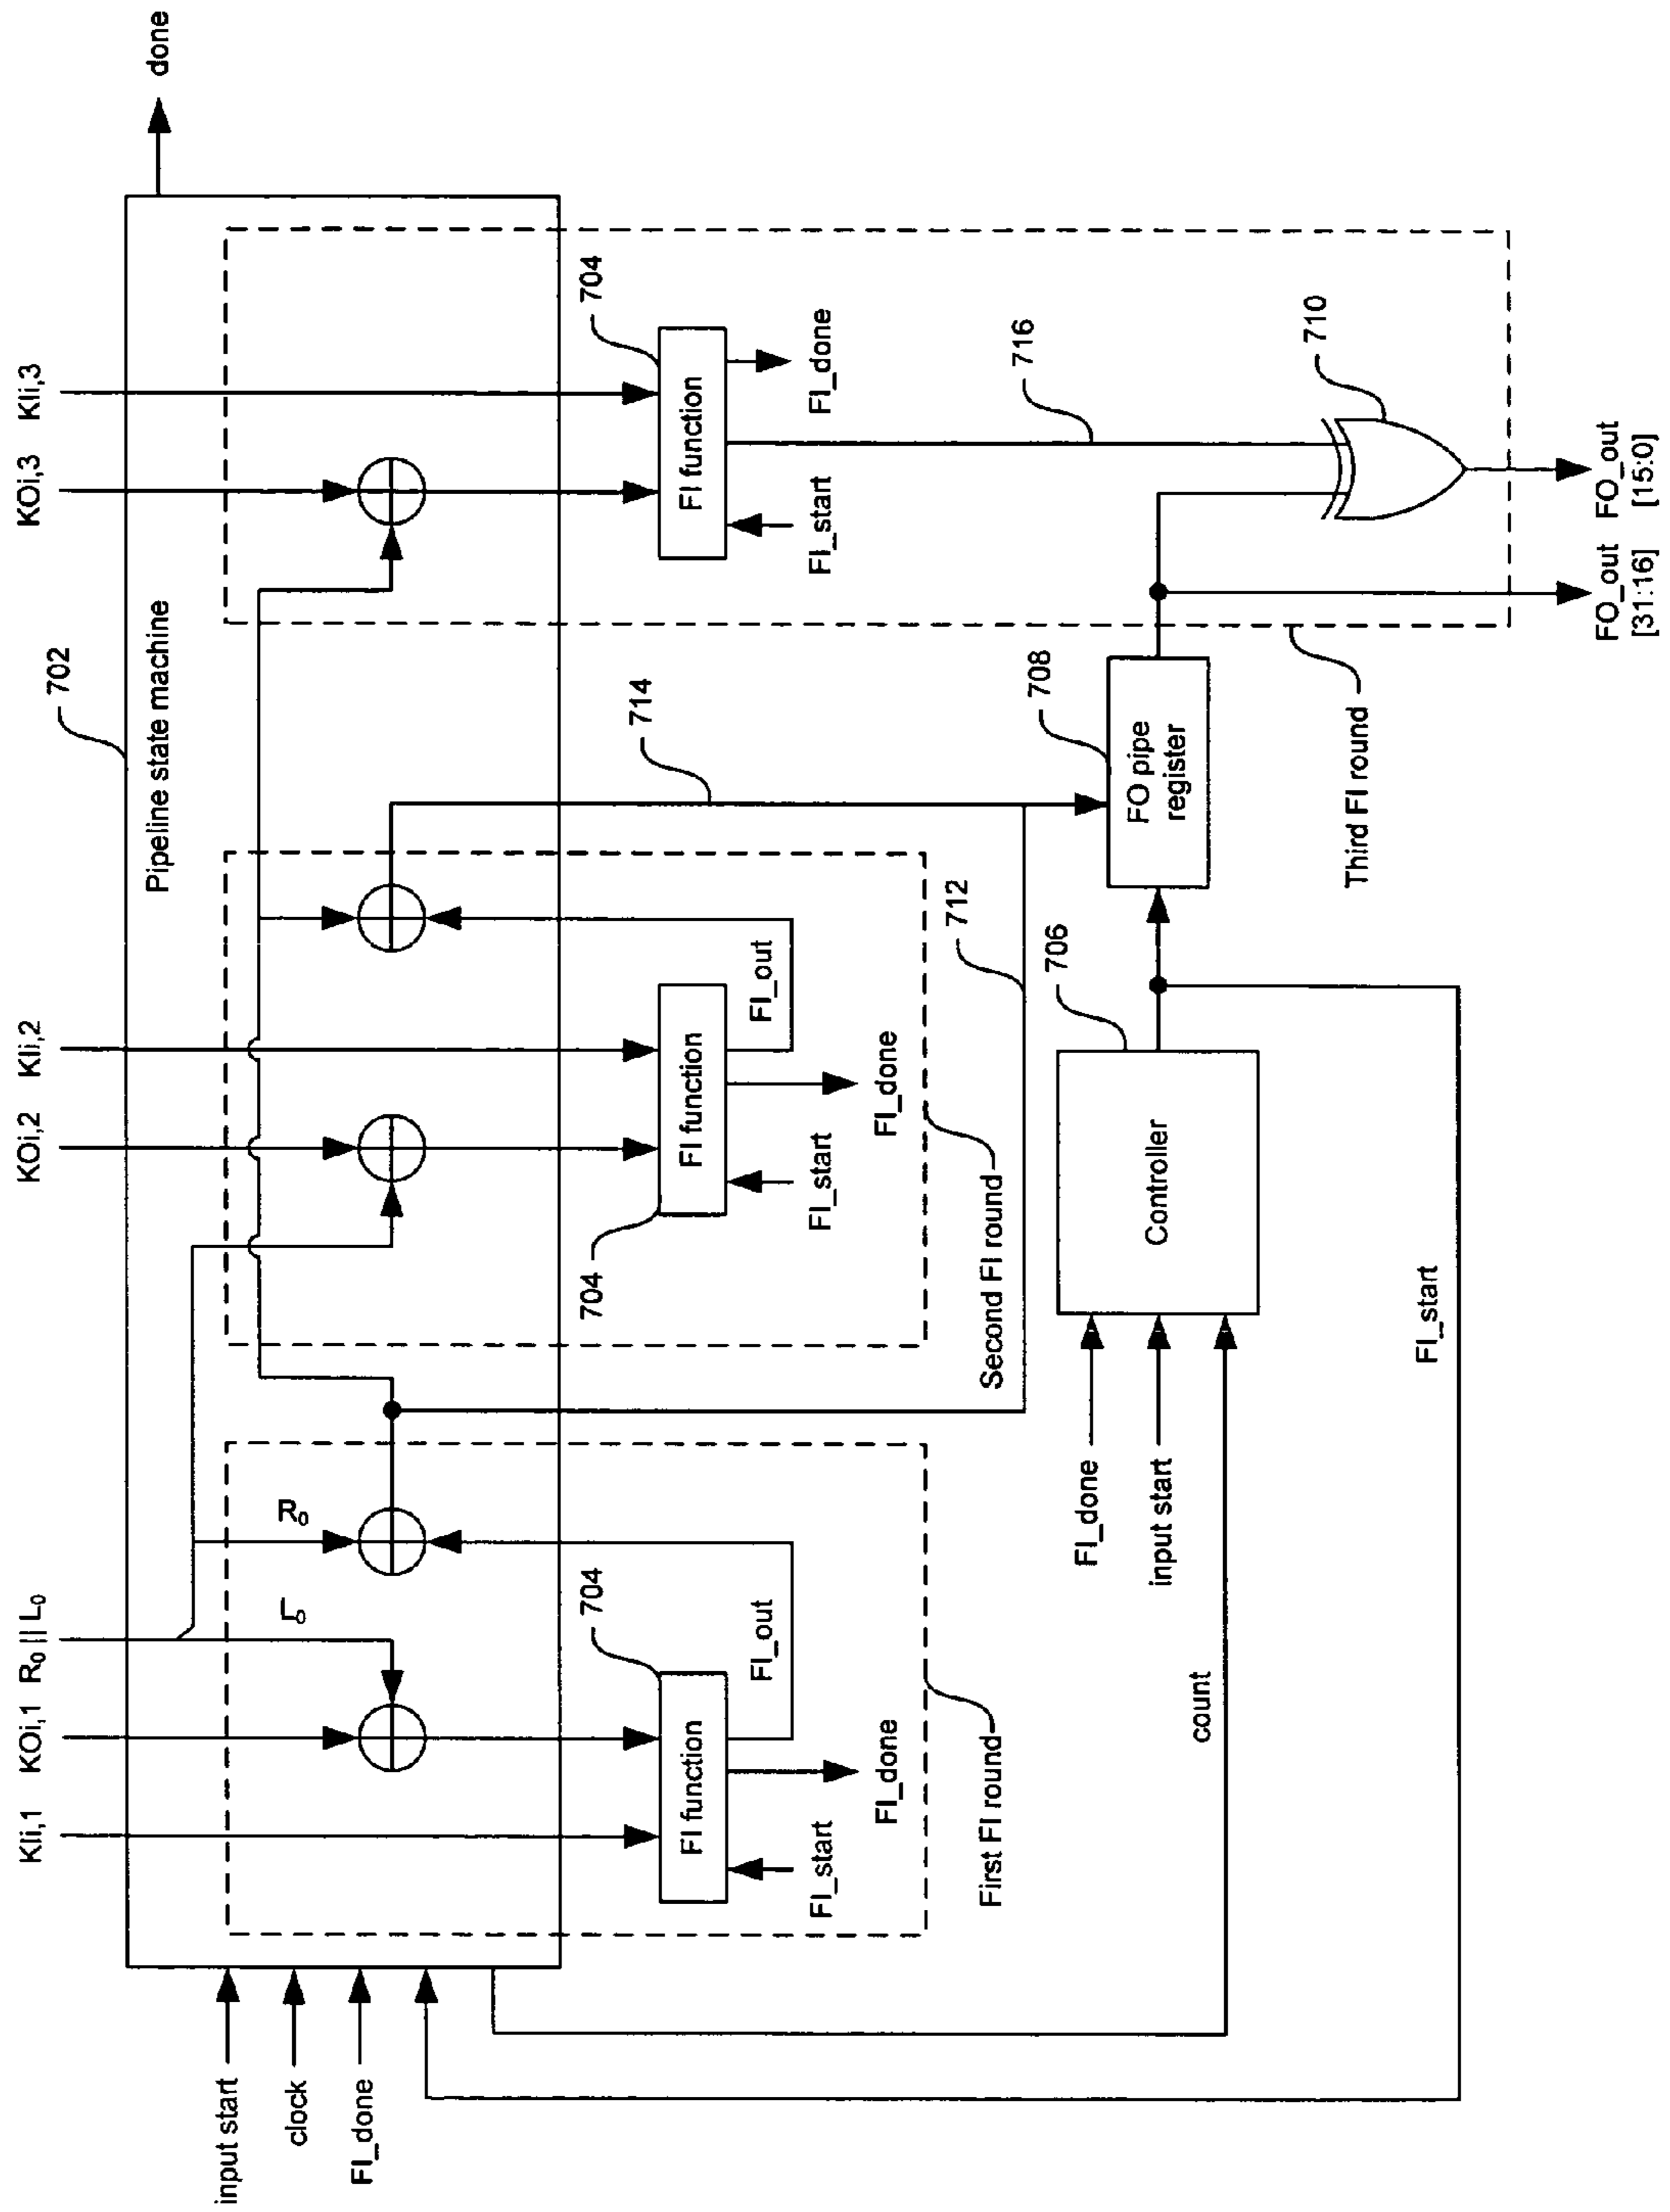 KIi,1
KOi,1
R₀ || L₀
KOi,2
KIi,2
KOi,3
KIi,3
702
Pipeline state machine
done
input start
clock
FI_done
L₀
R₀
FI function
704
FI_start
FI_done
FI_out
First FI round
FI function
704
FI_start
FI_done
FI_out
Second FI round
714
712
FI function
704
FI_start
FI_done
716
710
FI_done
input start
count
Controller
706
FO pipe
register
708
Third FI round
FI_start
FO_out
[31:16]
FO_out
[15:0]